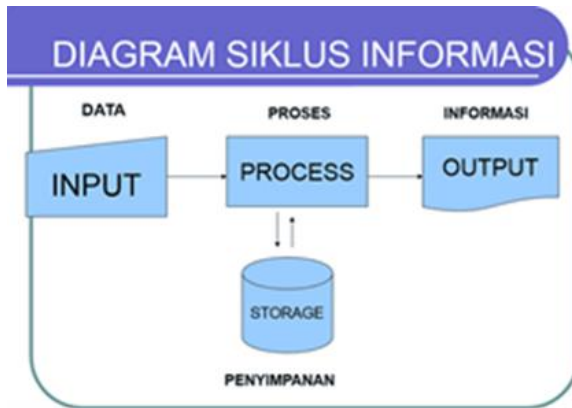 DIAGRAM SIKLUS INFORMASI
DATA
PROSES
INFORMASI
INPUT
PROCESS
OUTPUT
STORAGE
PENYIMPANAN